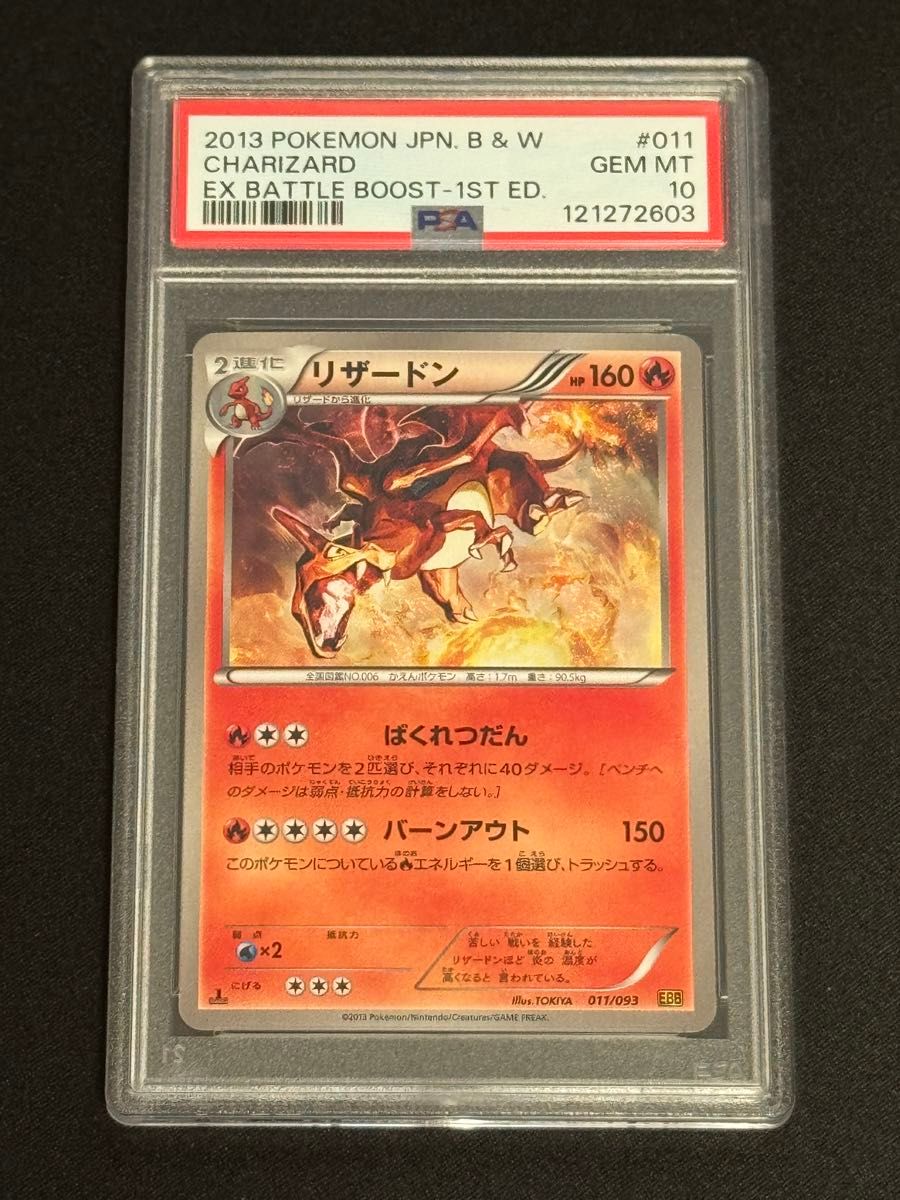 2013 POKEMON JPN. B & W #011
CHARIZARD GEM MT
EX BATTLE BOOST-1ST ED. 10
PSA 121272603
2進化 リザードン HP 160
リザードから進化
全国図鑑NO.006 かえんポケモン 高さ:1.7m 重さ:90.5kg
ばくれつだん
相手のポケモンを2匹選び、それぞれに40ダメージ。[ベンチへ
のダメージは弱点・抵抗力の計算をしない。]
バーンアウト 150
このポケモンについているエネルギーを1個選び、トラッシュする。
弱点 抵抗力
×2
にげる
苦しい 戦いを 経験した
リザードンほど 炎の 温度が
高くなると 言われている。
1
illus.TOKIYA 011/093 EBB
©2013 Pokémon/Nintendo/Creatures/GAME FREAK.